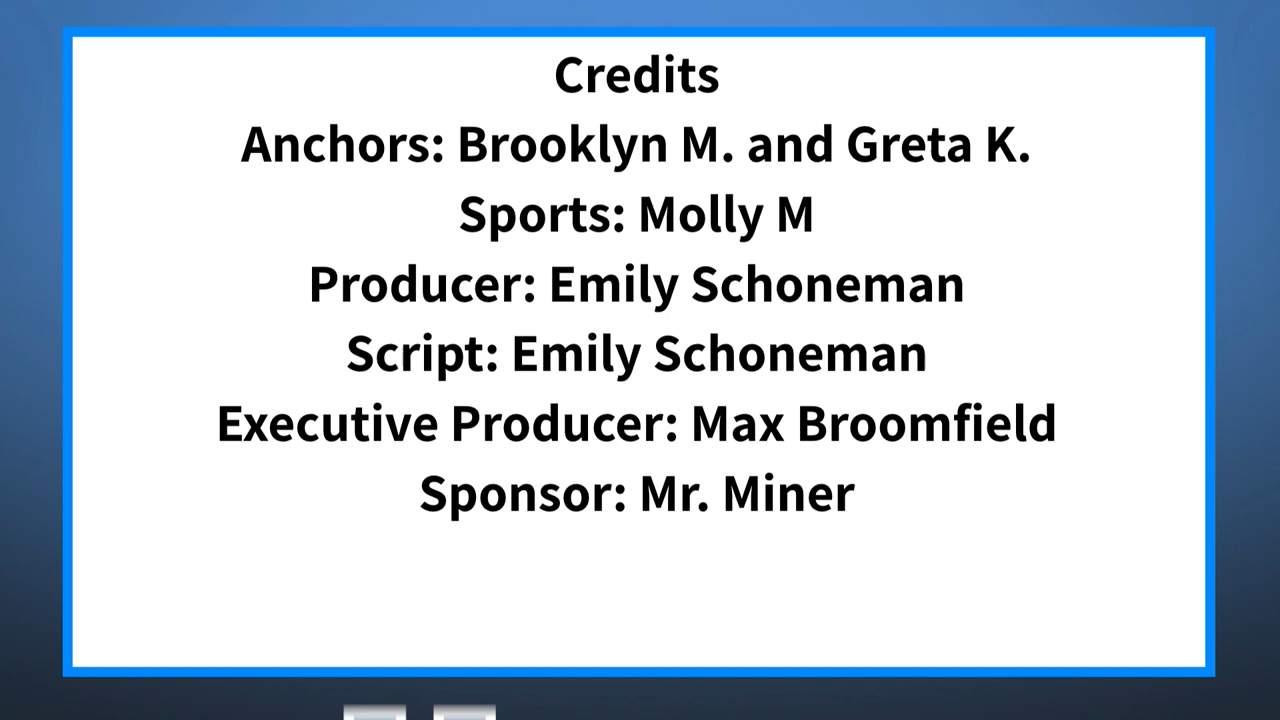 Credits
Anchors: Brooklyn M. and Greta K.
Sports: Molly M
Producer: Emily Schoneman
Script: Emily Schoneman
Executive Producer: Max Broomfield
Sponsor: Mr. Miner